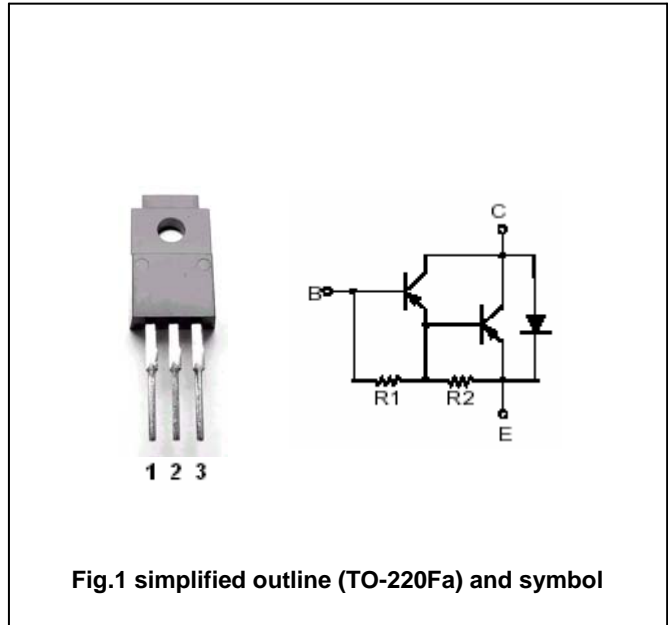 C
B
R1 R2
E
1 2 3
Fig.1 simplified outline (TO-220Fa) and symbol